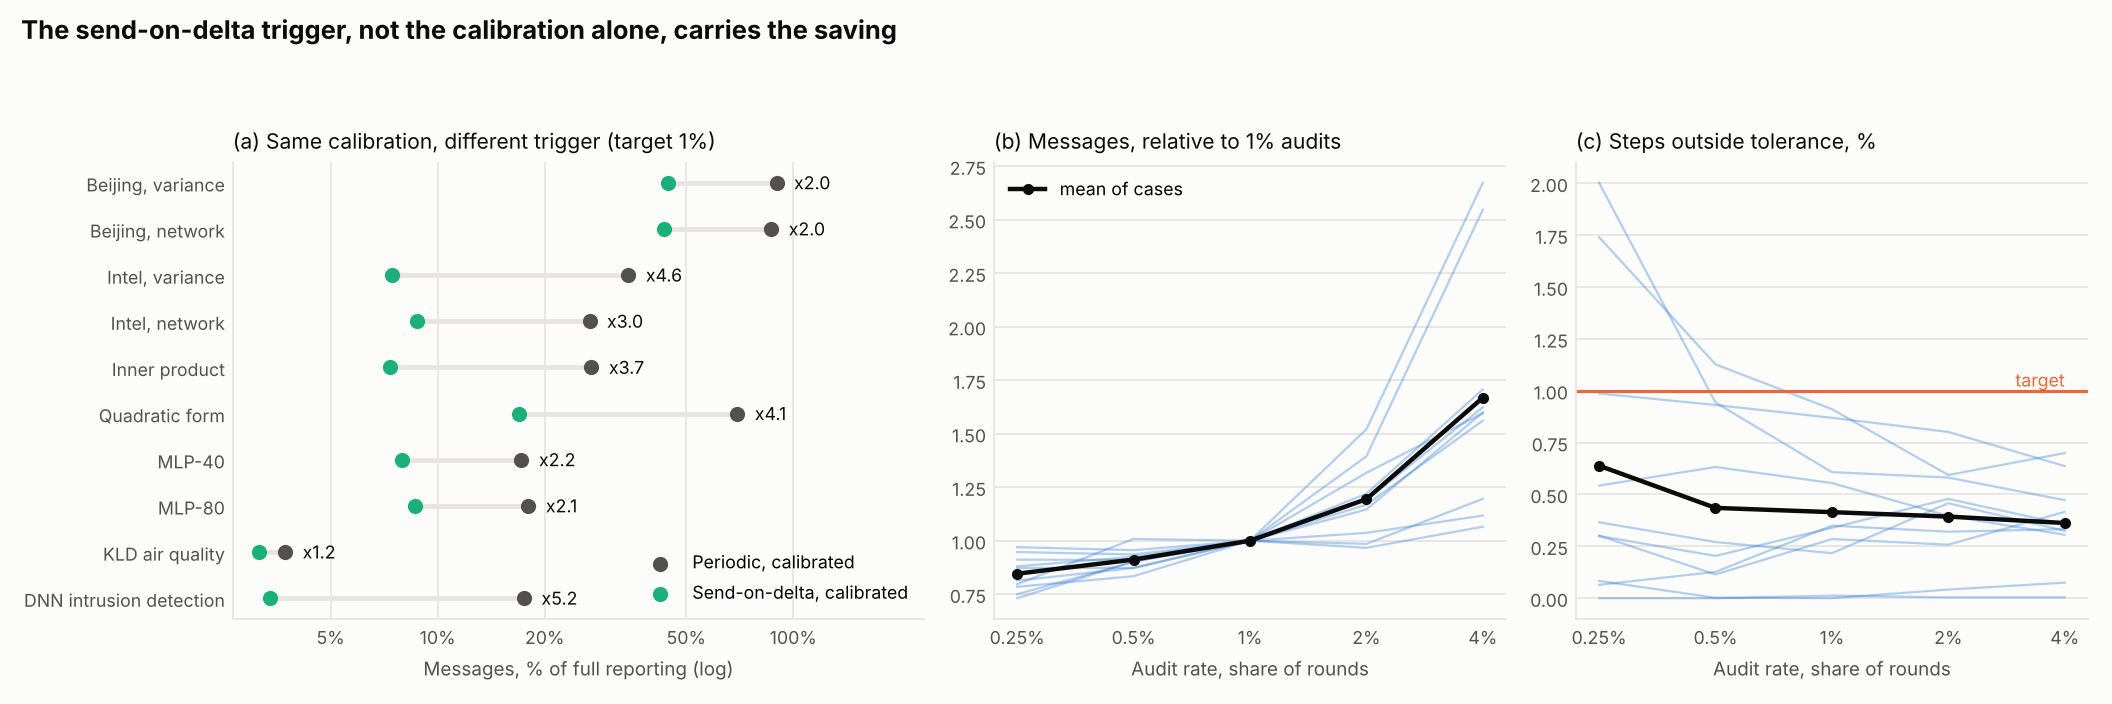 The send-on-delta trigger, not the calibration alone, carries the saving
(a) Same calibration, different trigger (target 1%)
Beijing, variance
x2.0
Beijing, network
x2.0
Intel, variance
x4.6
Intel, network
x3.0
Inner product
x3.7
Quadratic form
x4.1
MLP-40
x2.2
MLP-80
x2.1
KLD air quality
x1.2
DNN intrusion detection
x5.2
Periodic, calibrated
Send-on-delta, calibrated
5%
10%
20%
50%
100%
Messages, % of full reporting (log)
(b) Messages, relative to 1% audits
mean of cases
2.75
2.50
2.25
2.00
1.75
1.50
1.25
1.00
0.75
0.25%
0.5%
1%
2%
4%
Audit rate, share of rounds
(c) Steps outside tolerance, %
2.00
1.75
1.50
1.25
1.00
0.75
0.50
0.25
0.00
target
0.25%
0.5%
1%
2%
4%
Audit rate, share of rounds